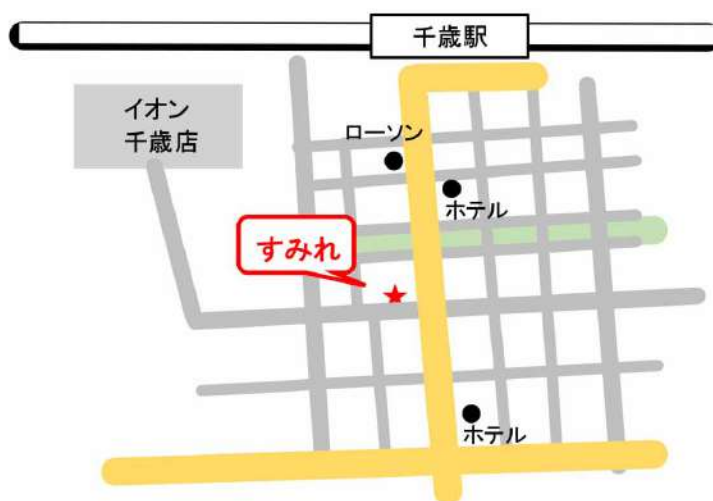 千歳駅
イオン
千歳店
ローソン
ホテル
すみれ
ホテル